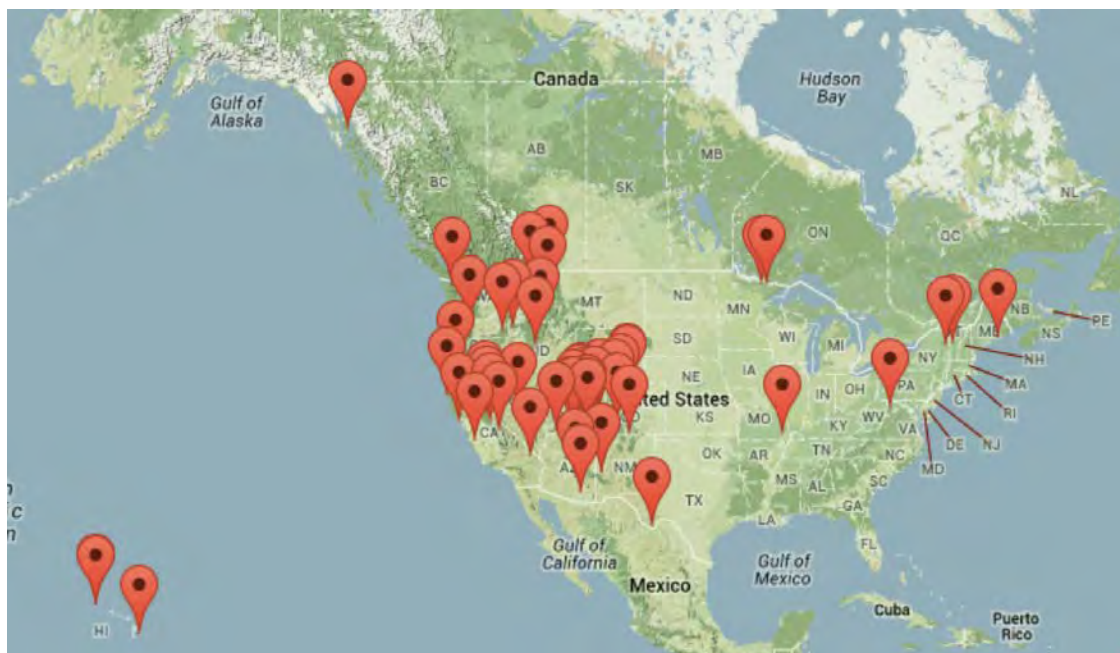 Canada
Hudson
Bay
Gulf of
Alaska
AB
MB
BC
SK
NL
ON
QC
MT
ND
MN
NB
PE
NS
WI
SD
MI
NY
NH
ID
IA
NE
PA
MA
OH
IN
CT
RI
United States
MO
WV
KS
KY
VA
NJ
DE
CA
MD
OK
TN
NC
AR
NM
AZ
SC
MS
AL
TX
GA
LA
FL
Gulf of
California
Gulf of
Mexico
Mexico
Cuba
Puerto
Rico
HI